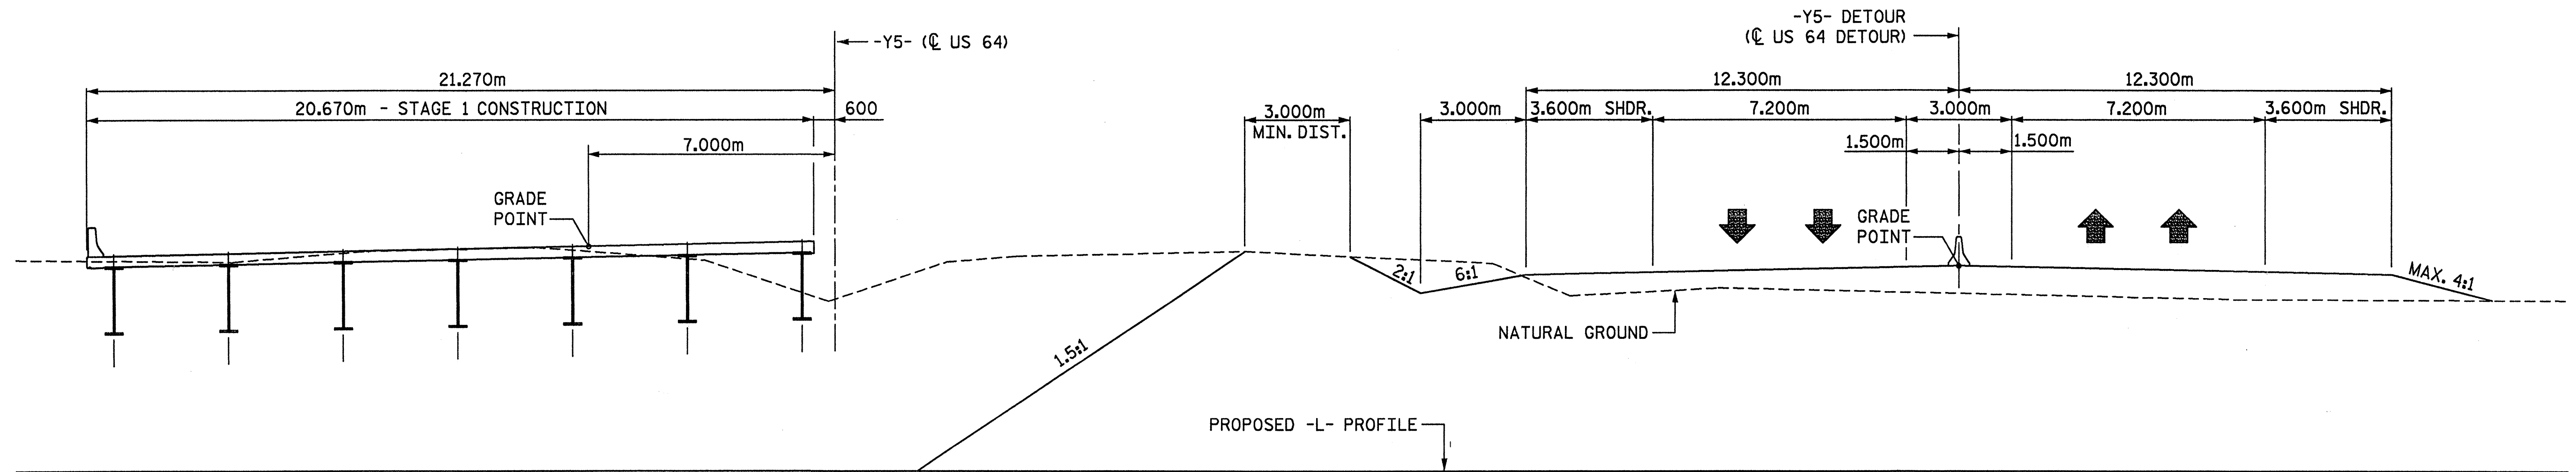 -Y5- DETOUR
(℄ US 64 DETOUR)
-Y5- (℄ US 64)
21.270m
12.300m
12.300m
20.670m - STAGE 1 CONSTRUCTION
600
3.000m
MIN. DIST.
3.000m
3.600m SHDR.
7.200m
3.000m
7.200m
3.600m SHDR.
7.000m
1.500m
1.500m
GRADE
POINT
GRADE
POINT
2:1
6:1
MAX. 4:1
NATURAL GROUND
1.5:1
PROPOSED -L- PROFILE